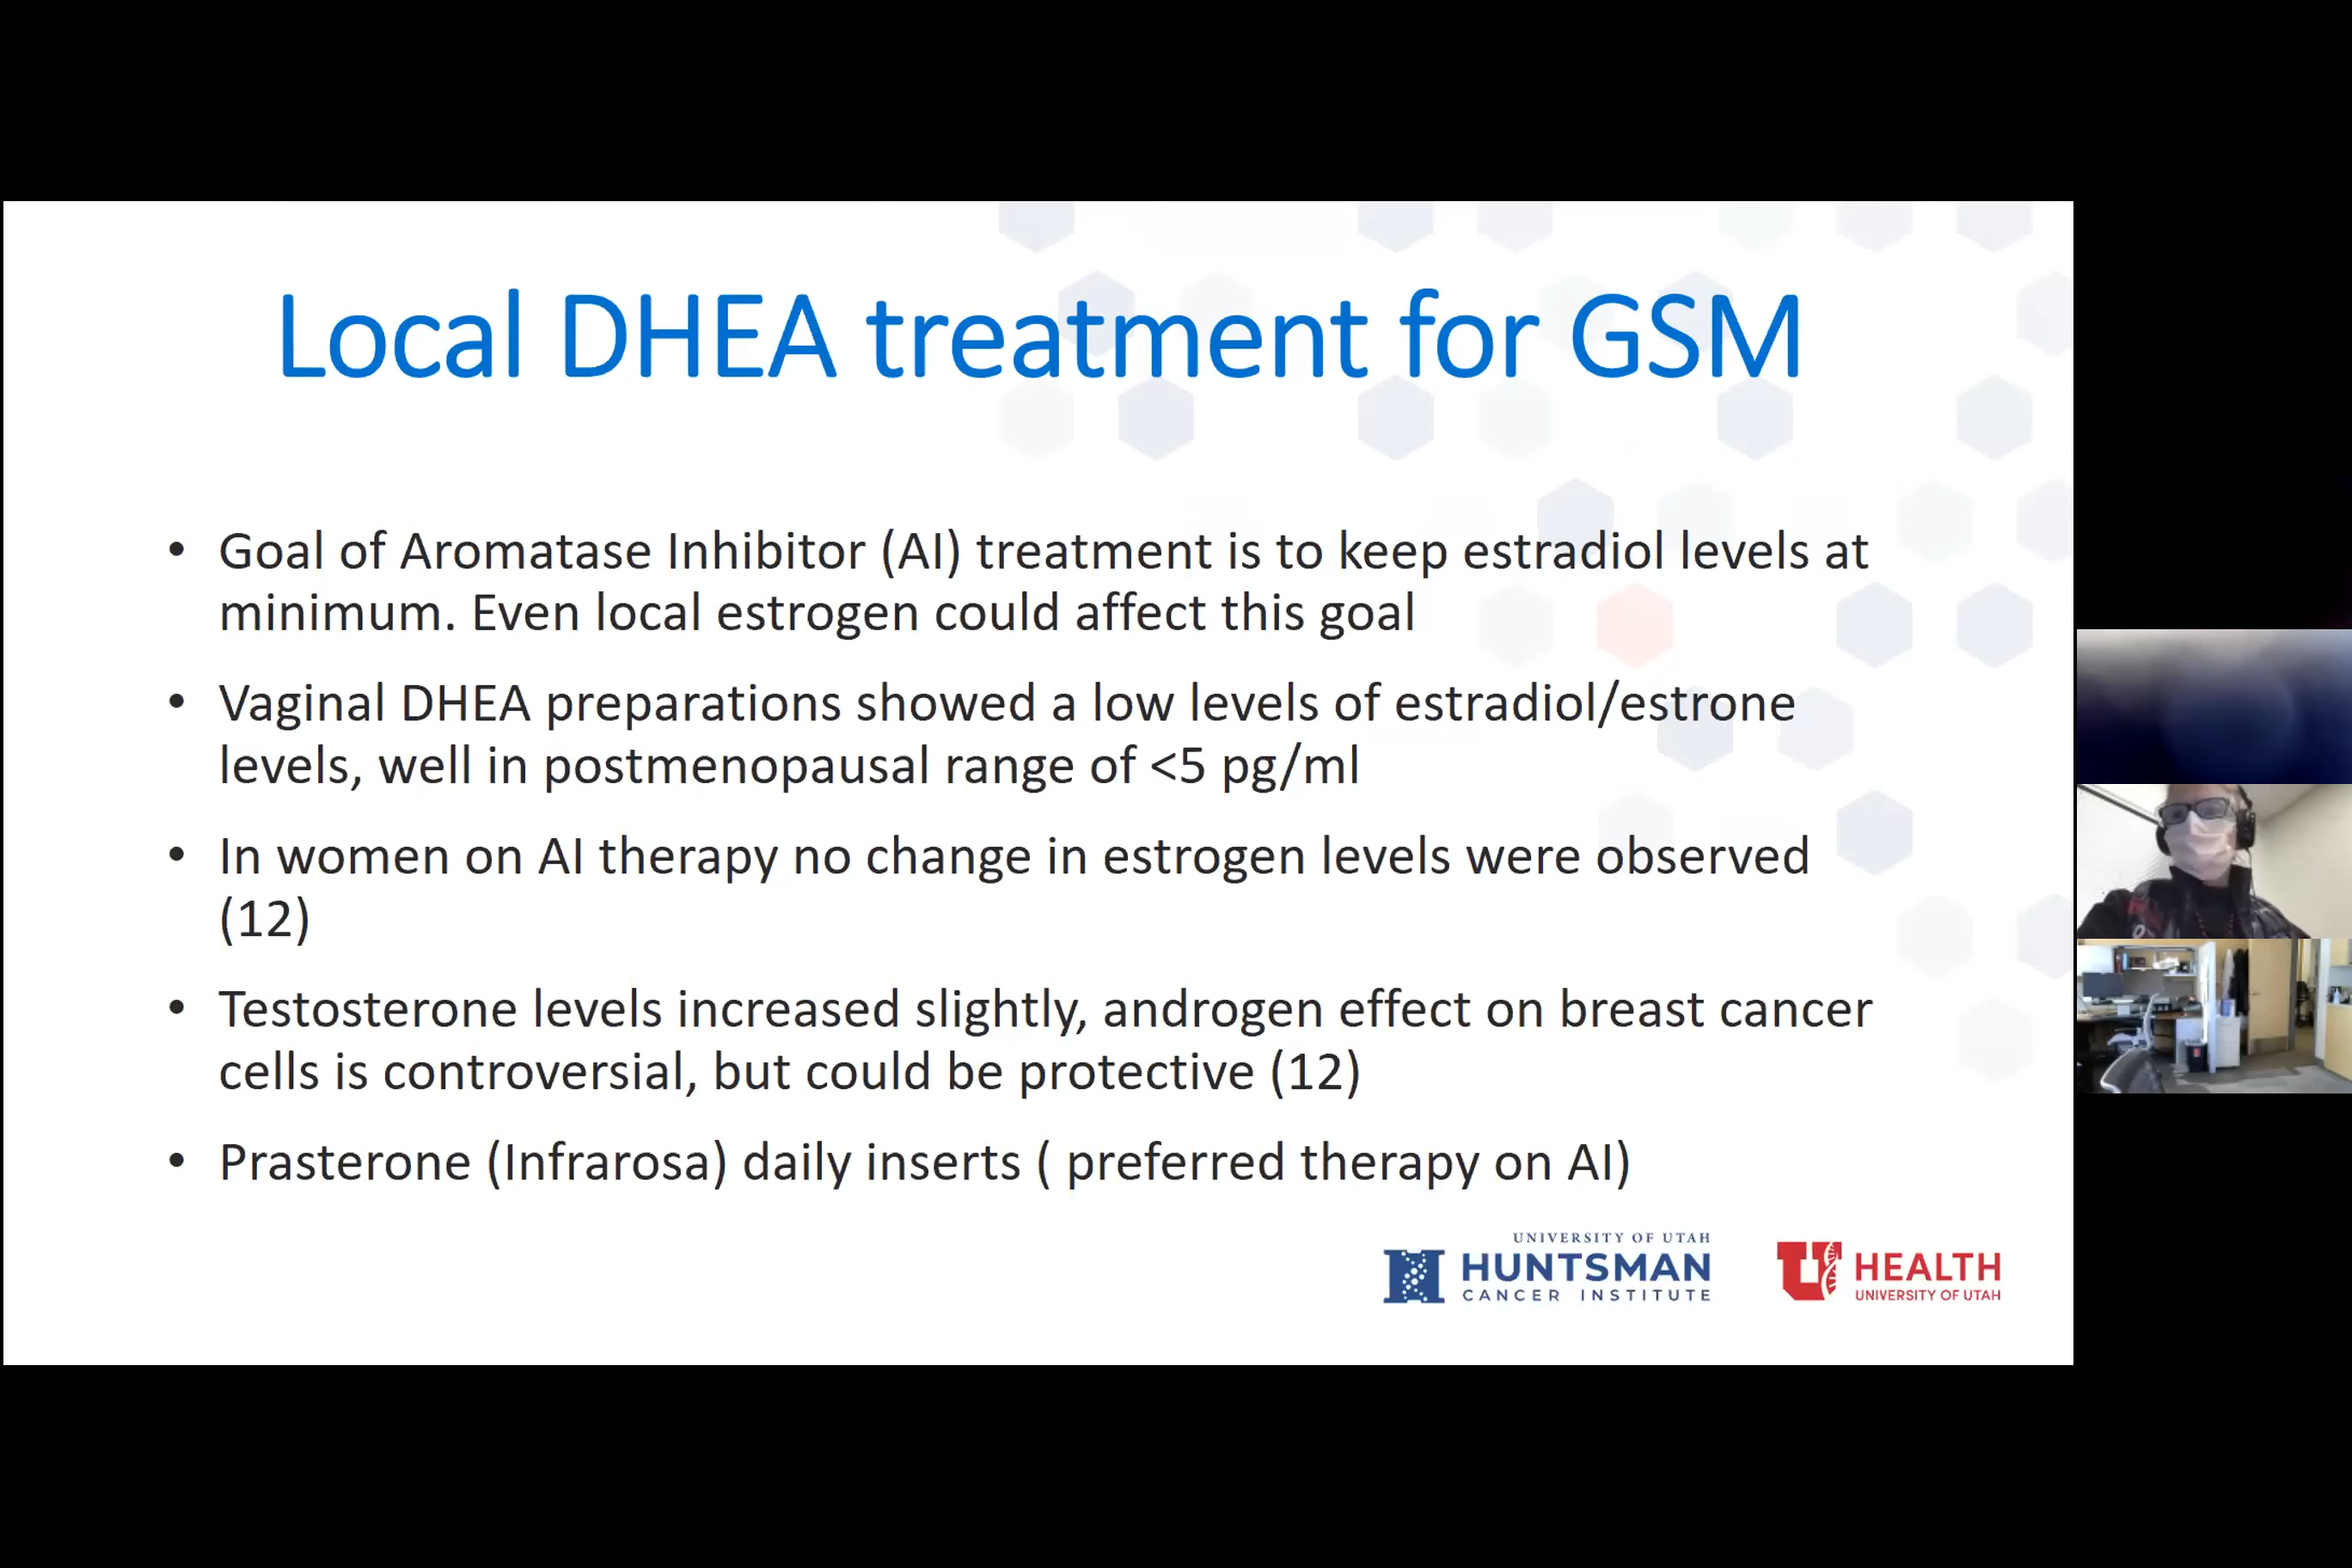 Local DHEA treatment for GSM
• Goal of Aromatase Inhibitor (AI) treatment is to keep estradiol levels at
minimum. Even local estrogen could affect this goal
• Vaginal DHEA preparations showed a low levels of estradiol/estrone
levels, well in postmenopausal range of <5 pg/ml
• In women on AI therapy no change in estrogen levels were observed
(12)
• Testosterone levels increased slightly, androgen effect on breast cancer
cells is controversial, but could be protective (12)
• Prasterone (Infrarosa) daily inserts ( preferred therapy on AI)
UNIVERSITY OF UTAH
HUNTSMAN
CANCER INSTITUTE
U HEALTH
UNIVERSITY OF UTAH